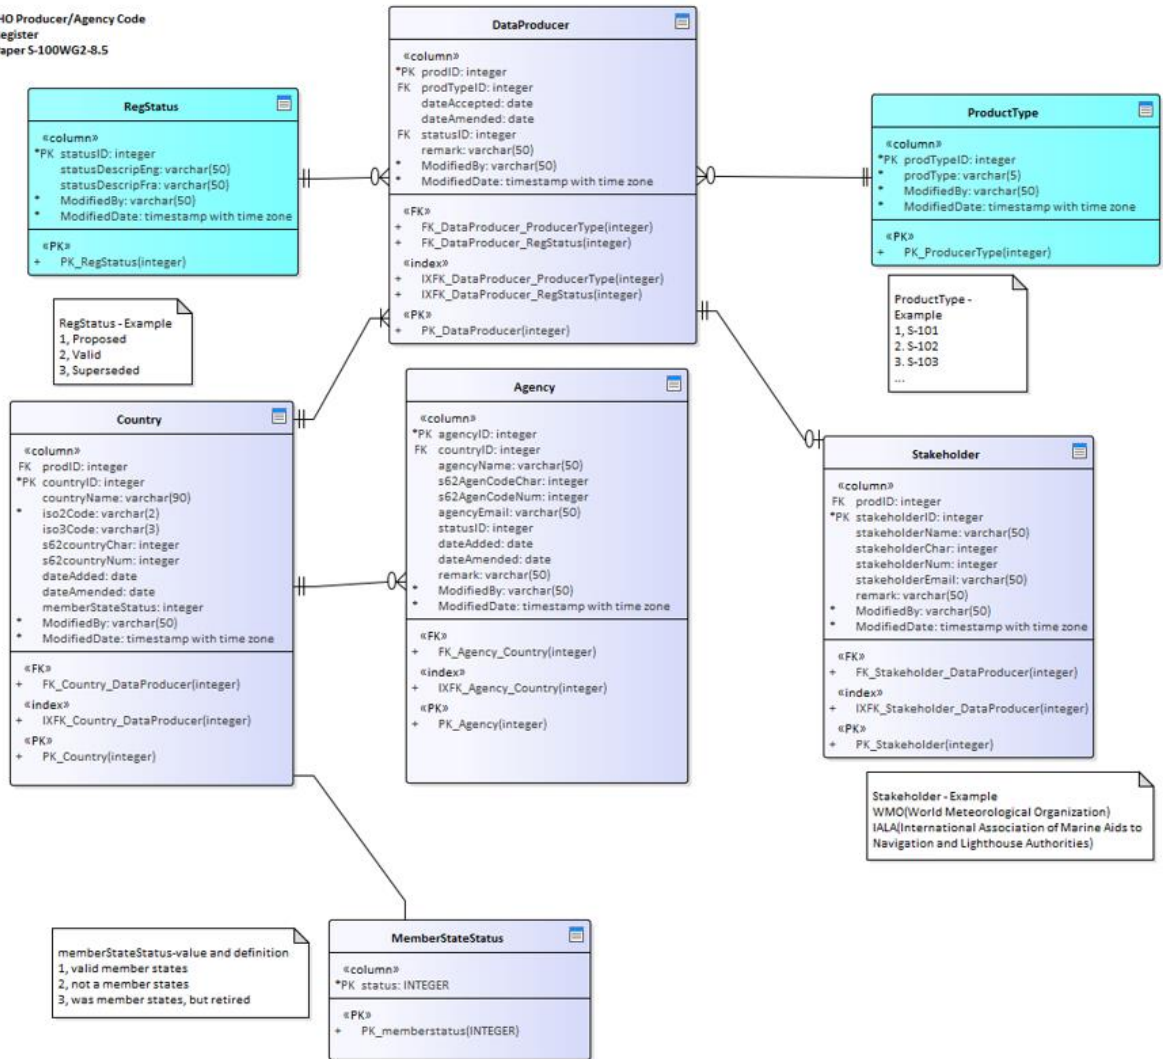 HO Producer/Agency Code
egister
aper S-100WG2-8.5
DataProducer
«column»
*PK prodID: integer
FK prodTypeID: integer
dateAccepted: date
dateAmended: date
FK statusID: integer
remark: varchar(50)
* ModifiedBy: varchar(50)
* ModifiedDate: timestamp with time zone
«FK»
+ FK_DataProducer_ProducerType(integer)
+ FK_DataProducer_RegStatus(integer)
«index»
+ IXFK_DataProducer_ProducerType(integer)
+ IXFK_DataProducer_RegStatus(integer)
«PK»
+ PK_DataProducer(integer)
RegStatus
«column»
*PK statusID: integer
statusDescripEng: varchar(50)
statusDescripFra: varchar(50)
* ModifiedBy: varchar(50)
* ModifiedDate: timestamp with time zone
«PK»
+ PK_RegStatus(integer)
ProductType
«column»
*PK prodTypeID: integer
* prodType: varchar(5)
* ModifiedBy: varchar(50)
* ModifiedDate: timestamp with time zone
«PK»
+ PK_ProducerType(integer)
RegStatus - Example
1, Proposed
2, Valid
3, Superseded
ProductType -
Example
1, S-101
2. S-102
3. S-103
...
Country
«column»
FK prodID: integer
*PK countryID: integer
countryName: varchar(90)
* iso2Code: varchar(2)
iso3Code: varchar(3)
s62countryChar: integer
s62countryNum: integer
dateAdded: date
dateAmended: date
memberStateStatus: integer
* ModifiedBy: varchar(50)
* ModifiedDate: timestamp with time zone
«FK»
+ FK_Country_DataProducer(integer)
«index»
+ IXFK_Country_DataProducer(integer)
«PK»
+ PK_Country(integer)
Agency
«column»
*PK agencyID: integer
FK countryID: integer
agencyName: varchar(50)
s62AgenCodeChar: integer
s62AgenCodeNum: integer
agencyEmail: varchar(50)
statusID: integer
dateAdded: date
dateAmended: date
remark: varchar(50)
* ModifiedBy: varchar(50)
* ModifiedDate: timestamp with time zone
«FK»
+ FK_Agency_Country(integer)
«index»
+ IXFK_Agency_Country(integer)
«PK»
+ PK_Agency(integer)
Stakeholder
«column»
FK prodID: integer
*PK stakeholderID: integer
stakeholderName: varchar(50)
stakeholderChar: integer
stakeholderNum: integer
stakeholderEmail: varchar(50)
remark: varchar(50)
* ModifiedBy: varchar(50)
* ModifiedDate: timestamp with time zone
«FK»
+ FK_Stakeholder_DataProducer(integer)
«index»
+ IXFK_Stakeholder_DataProducer(integer)
«PK»
+ PK_Stakeholder(integer)
Stakeholder - Example
WMO(World Meteorological Organization)
IALA(International Association of Marine Aids to
Navigation and Lighthouse Authorities)
memberStateStatus-value and definition
1, valid member states
2, not a member states
3, was member states, but retired
MemberStateStatus
«column»
*PK status: INTEGER
«PK»
+ PK_memberstatus(INTEGER)